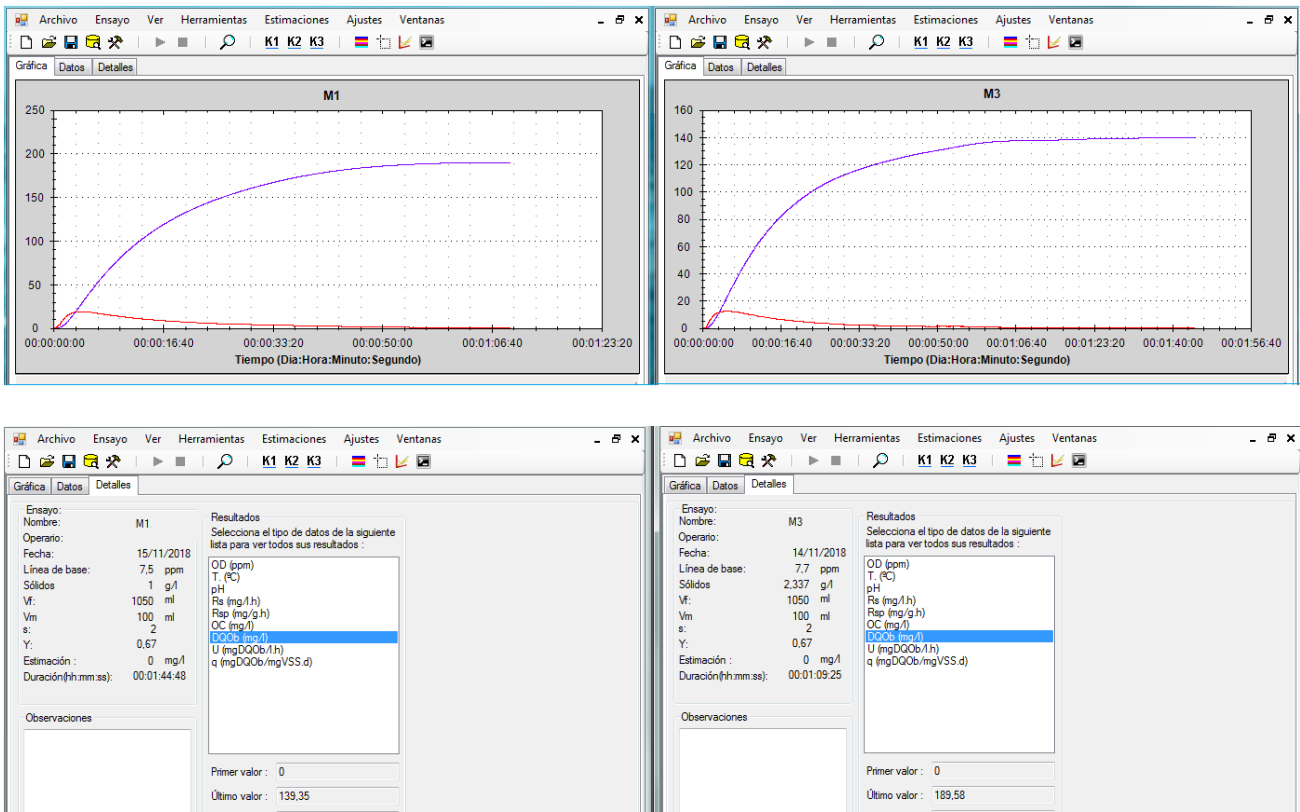 Archivo Ensayo Ver Herramientas Estimaciones Ajustes Ventanas
K1 K2 K3
Gráfica Datos Detalles
M1
250
200
150
100
50
0
00:00:00:00 00:00:16:40 00:00:33:20 00:00:50:00 00:01:06:40 00:01:23:20
Tiempo (Dia:Hora:Minuto:Segundo)
Archivo Ensayo Ver Herramientas Estimaciones Ajustes Ventanas
K1 K2 K3
Gráfica Datos Detalles
M3
160
140
120
100
80
60
40
20
0
00:00:00:00 00:00:16:40 00:00:33:20 00:00:50:00 00:01:06:40 00:01:23:20 00:01:40:00 00:01:56:40
Tiempo (Dia:Hora:Minuto:Segundo)
Archivo Ensayo Ver Herramientas Estimaciones Ajustes Ventanas
K1 K2 K3
Gráfica Datos Detalles
Ensayo:
Nombre: M1
Operario:
Fecha: 15/11/2018
Línea de base: 7,5 ppm
Sólidos 1 g/l
Vf: 1050 ml
Vm 100 ml
s: 2
Y: 0,67
Estimación : 0 mg/l
Duración(hh:mm:ss): 00:01:44:48
Observaciones
Resultados
Selecciona el tipo de datos de la siguiente
lista para ver todos sus resultados :
OD (ppm)
T. (ºC)
pH
Rs (mg/l.h)
Rsp (mg/g.h)
OC (mg/l)
DQOb (mg/l)
U (mgDQOb/l.h)
q (mgDQOb/mgVSS.d)
Primer valor : 0
Último valor : 139,35
Archivo Ensayo Ver Herramientas Estimaciones Ajustes Ventanas
K1 K2 K3
Gráfica Datos Detalles
Ensayo:
Nombre: M3
Operario:
Fecha: 14/11/2018
Línea de base: 7,7 ppm
Sólidos 2,337 g/l
Vf: 1050 ml
Vm 100 ml
s: 2
Y: 0,67
Estimación : 0 mg/l
Duración(hh:mm:ss): 00:01:09:25
Observaciones
Resultados
Selecciona el tipo de datos de la siguiente
lista para ver todos sus resultados :
OD (ppm)
T. (ºC)
pH
Rs (mg/l.h)
Rsp (mg/g.h)
OC (mg/l)
DQOb (mg/l)
U (mgDQOb/l.h)
q (mgDQOb/mgVSS.d)
Primer valor : 0
Último valor : 189,58